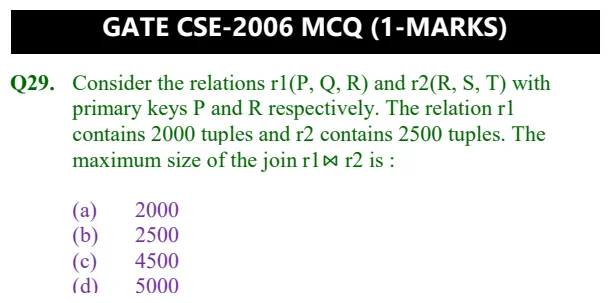 GATE CSE-2006 MCQ (1-MARKS)
Q29. Consider the relations r1(P, Q, R) and r2(R, S, T) with
primary keys P and R respectively. The relation r1
contains 2000 tuples and r2 contains 2500 tuples. The
maximum size of the join r1⋈ r2 is :
(a) 2000
(b) 2500
(c) 4500
(d) 5000